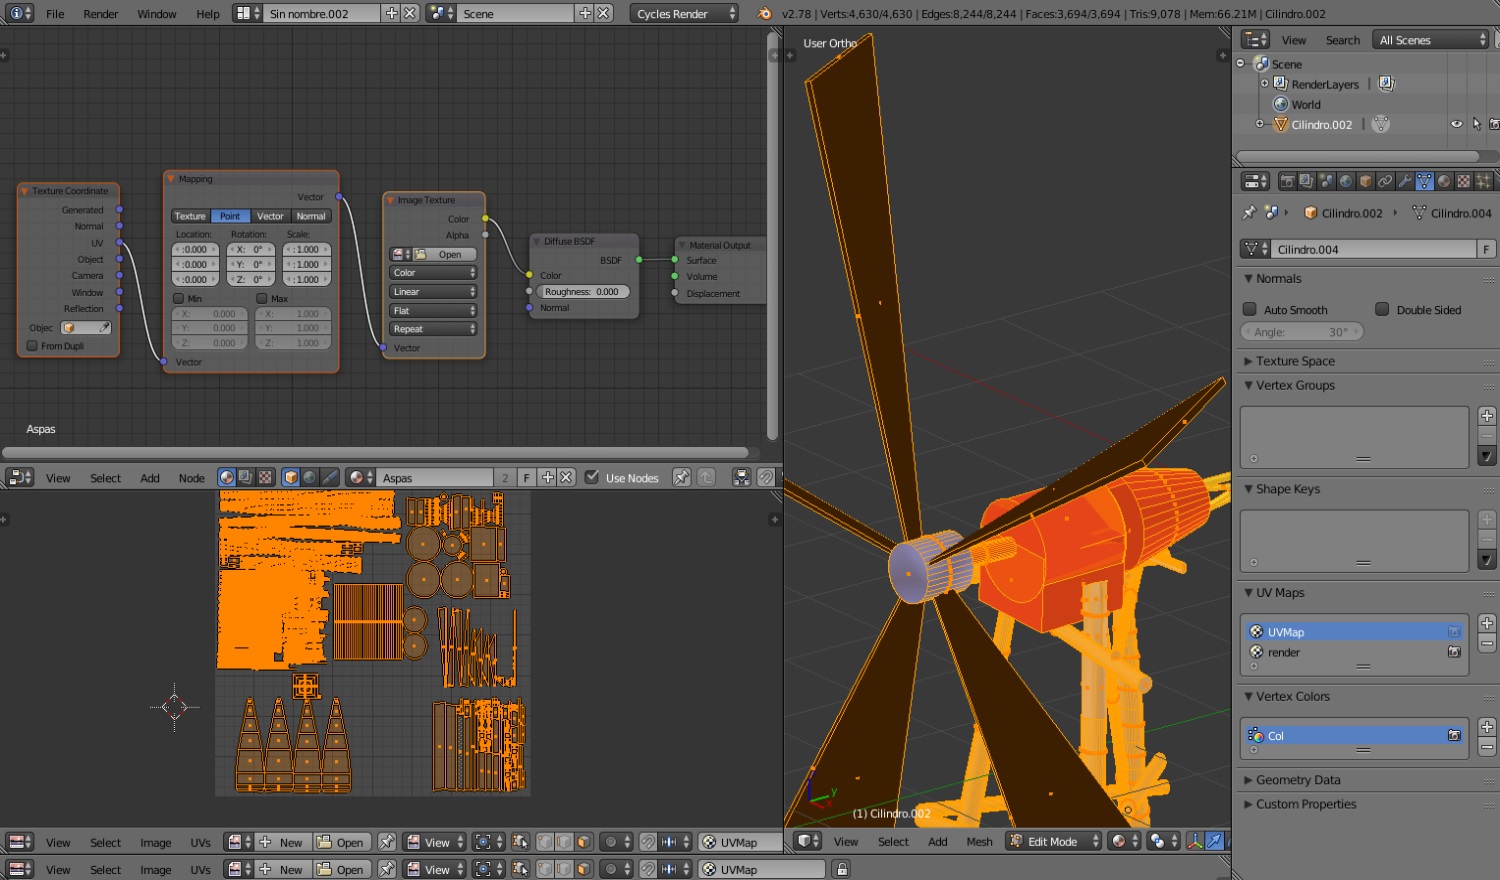 File Render Window Help Sin nombre.002 Scene Cycles Render v2.78 | Verts:4,630/4,630 | Edges:8,244/8,244 | Faces:3,694/3,694 | Tris:9,078 | Mem:66.21M | Cilindro.002
Texture Coordinate
Generated
Normal
UV
Object
Camera
Window
Reflection
Objec
From Dupli
Mapping
Vector
Texture Point Vector Normal
Location: Rotation: Scale:
:0.000 X: 0° :1.000
:0.000 Y: 0° :1.000
:0.000 Z: 0° :1.000
Min Max
X: 0.000 X: 1.000
Y: 0.000 Y: 1.000
Z: 0.000 Z: 1.000
Vector
Image Texture
Color
Alpha
Open
Color
Linear
Flat
Repeat
Vector
Diffuse BSDF
BSDF
Color
Roughness: 0.000
Normal
Material Output
Surface
Volume
Displacement
Aspas
View Select Add Node Aspas 2 F Use Nodes
View Select Image UVs New Open View UVMap
View Select Image UVs New Open View UVMap
User Ortho
y
x
(1) Cilindro.002
View Select Add Mesh Edit Mode
View Search All Scenes
Scene
RenderLayers |
World
Cilindro.002 |
Cilindro.002 Cilindro.004
Cilindro.004 F
Normals
Auto Smooth Double Sided
Angle: 30°
Texture Space
Vertex Groups
Shape Keys
UV Maps
UVMap
render
Vertex Colors
Col
Geometry Data
Custom Properties